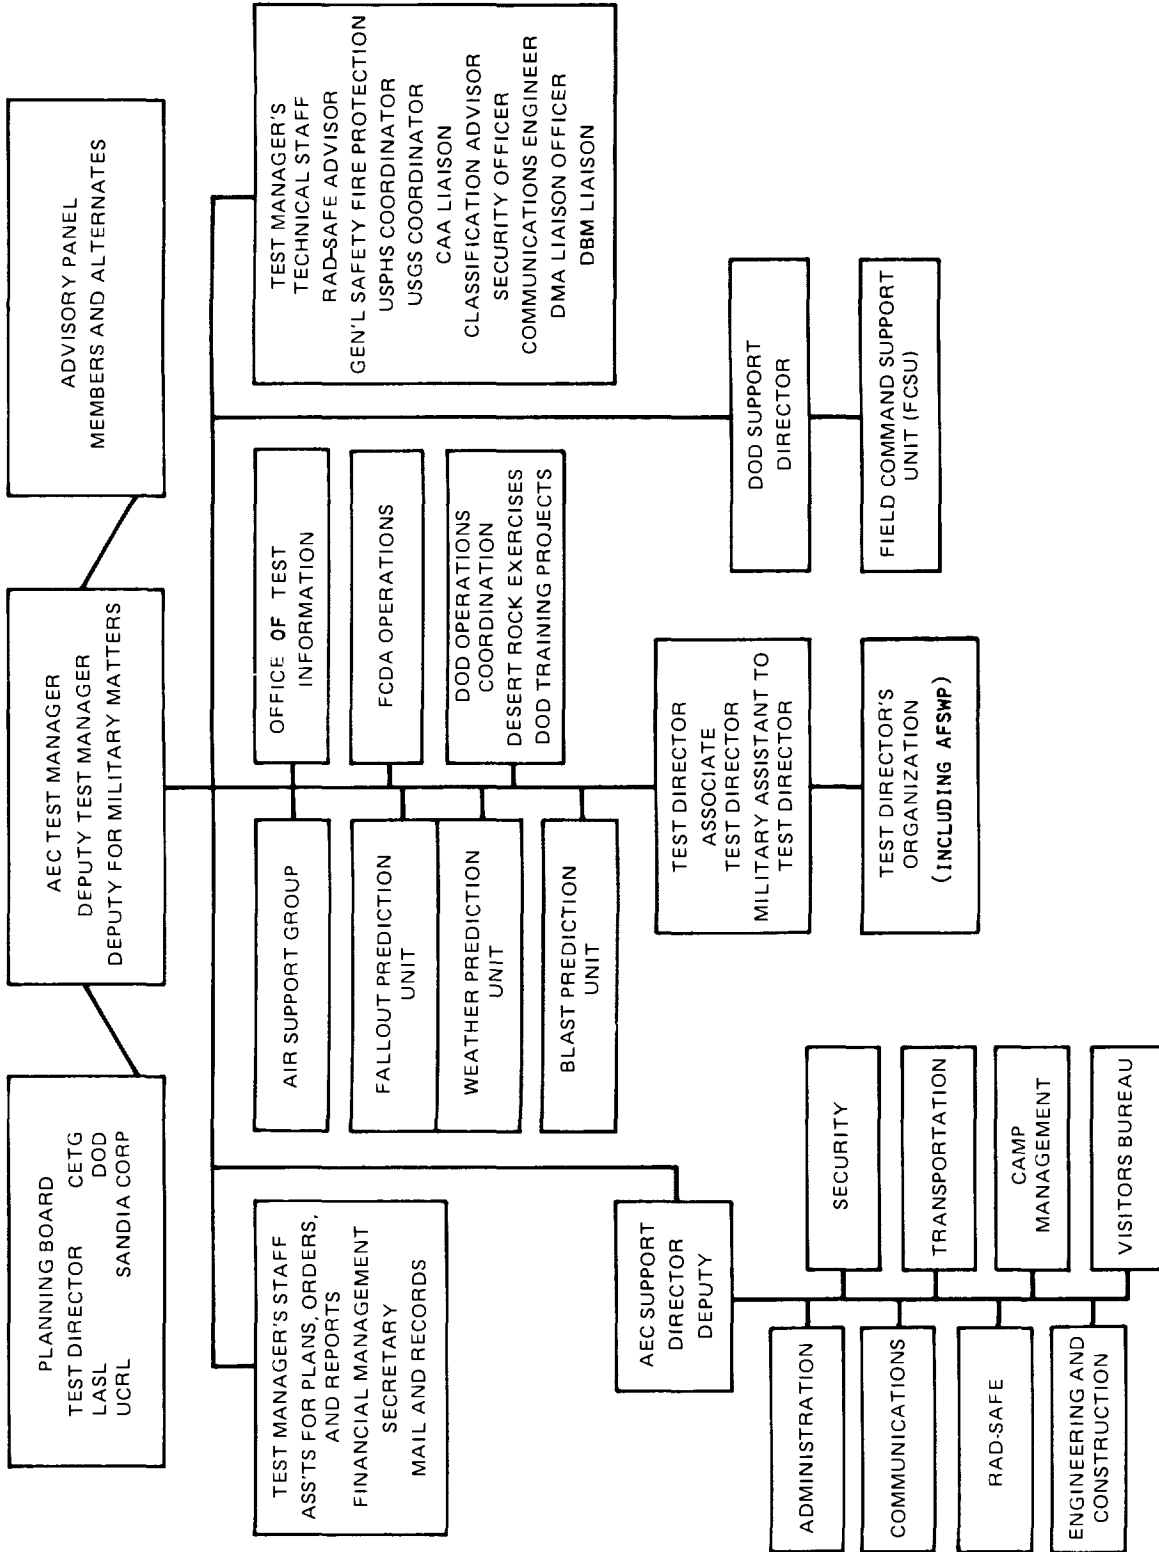 PLANNING BOARD
TEST DIRECTOR CETG
LASL DOD
UCRL SANDIA CORP
AEC TEST MANAGER
DEPUTY TEST MANAGER
DEPUTY FOR MILITARY MATTERS
ADVISORY PANEL
MEMBERS AND ALTERNATES
TEST MANAGER'S STAFF
ASS'TS FOR PLANS, ORDERS,
AND REPORTS
FINANCIAL MANAGEMENT
SECRETARY
MAIL AND RECORDS
AIR SUPPORT GROUP
OFFICE OF TEST
INFORMATION
FALLOUT PREDICTION
UNIT
FCDA OPERATIONS
WEATHER PREDICTION
UNIT
DOD OPERATIONS
COORDINATION
DESERT ROCK EXERCISES
DOD TRAINING PROJECTS
BLAST PREDICTION
UNIT
TEST MANAGER'S
TECHNICAL STAFF
RAD-SAFE ADVISOR
GEN'L SAFETY FIRE PROTECTION
USPHS COORDINATOR
USGS COORDINATOR
CAA LIAISON
CLASSIFICATION ADVISOR
SECURITY OFFICER
COMMUNICATIONS ENGINEER
DMA LIAISON OFFICER
DBM LIAISON
AEC SUPPORT
DIRECTOR
DEPUTY
TEST DIRECTOR
ASSOCIATE
TEST DIRECTOR
MILITARY ASSISTANT TO
TEST DIRECTOR
DOD SUPPORT
DIRECTOR
ADMINISTRATION
SECURITY
COMMUNICATIONS
TRANSPORTATION
RAD-SAFE
CAMP
MANAGEMENT
ENGINEERING AND
CONSTRUCTION
VISITORS BUREAU
TEST DIRECTOR'S
ORGANIZATION
(INCLUDING AFSWP)
FIELD COMMAND SUPPORT
UNIT (FCSU)